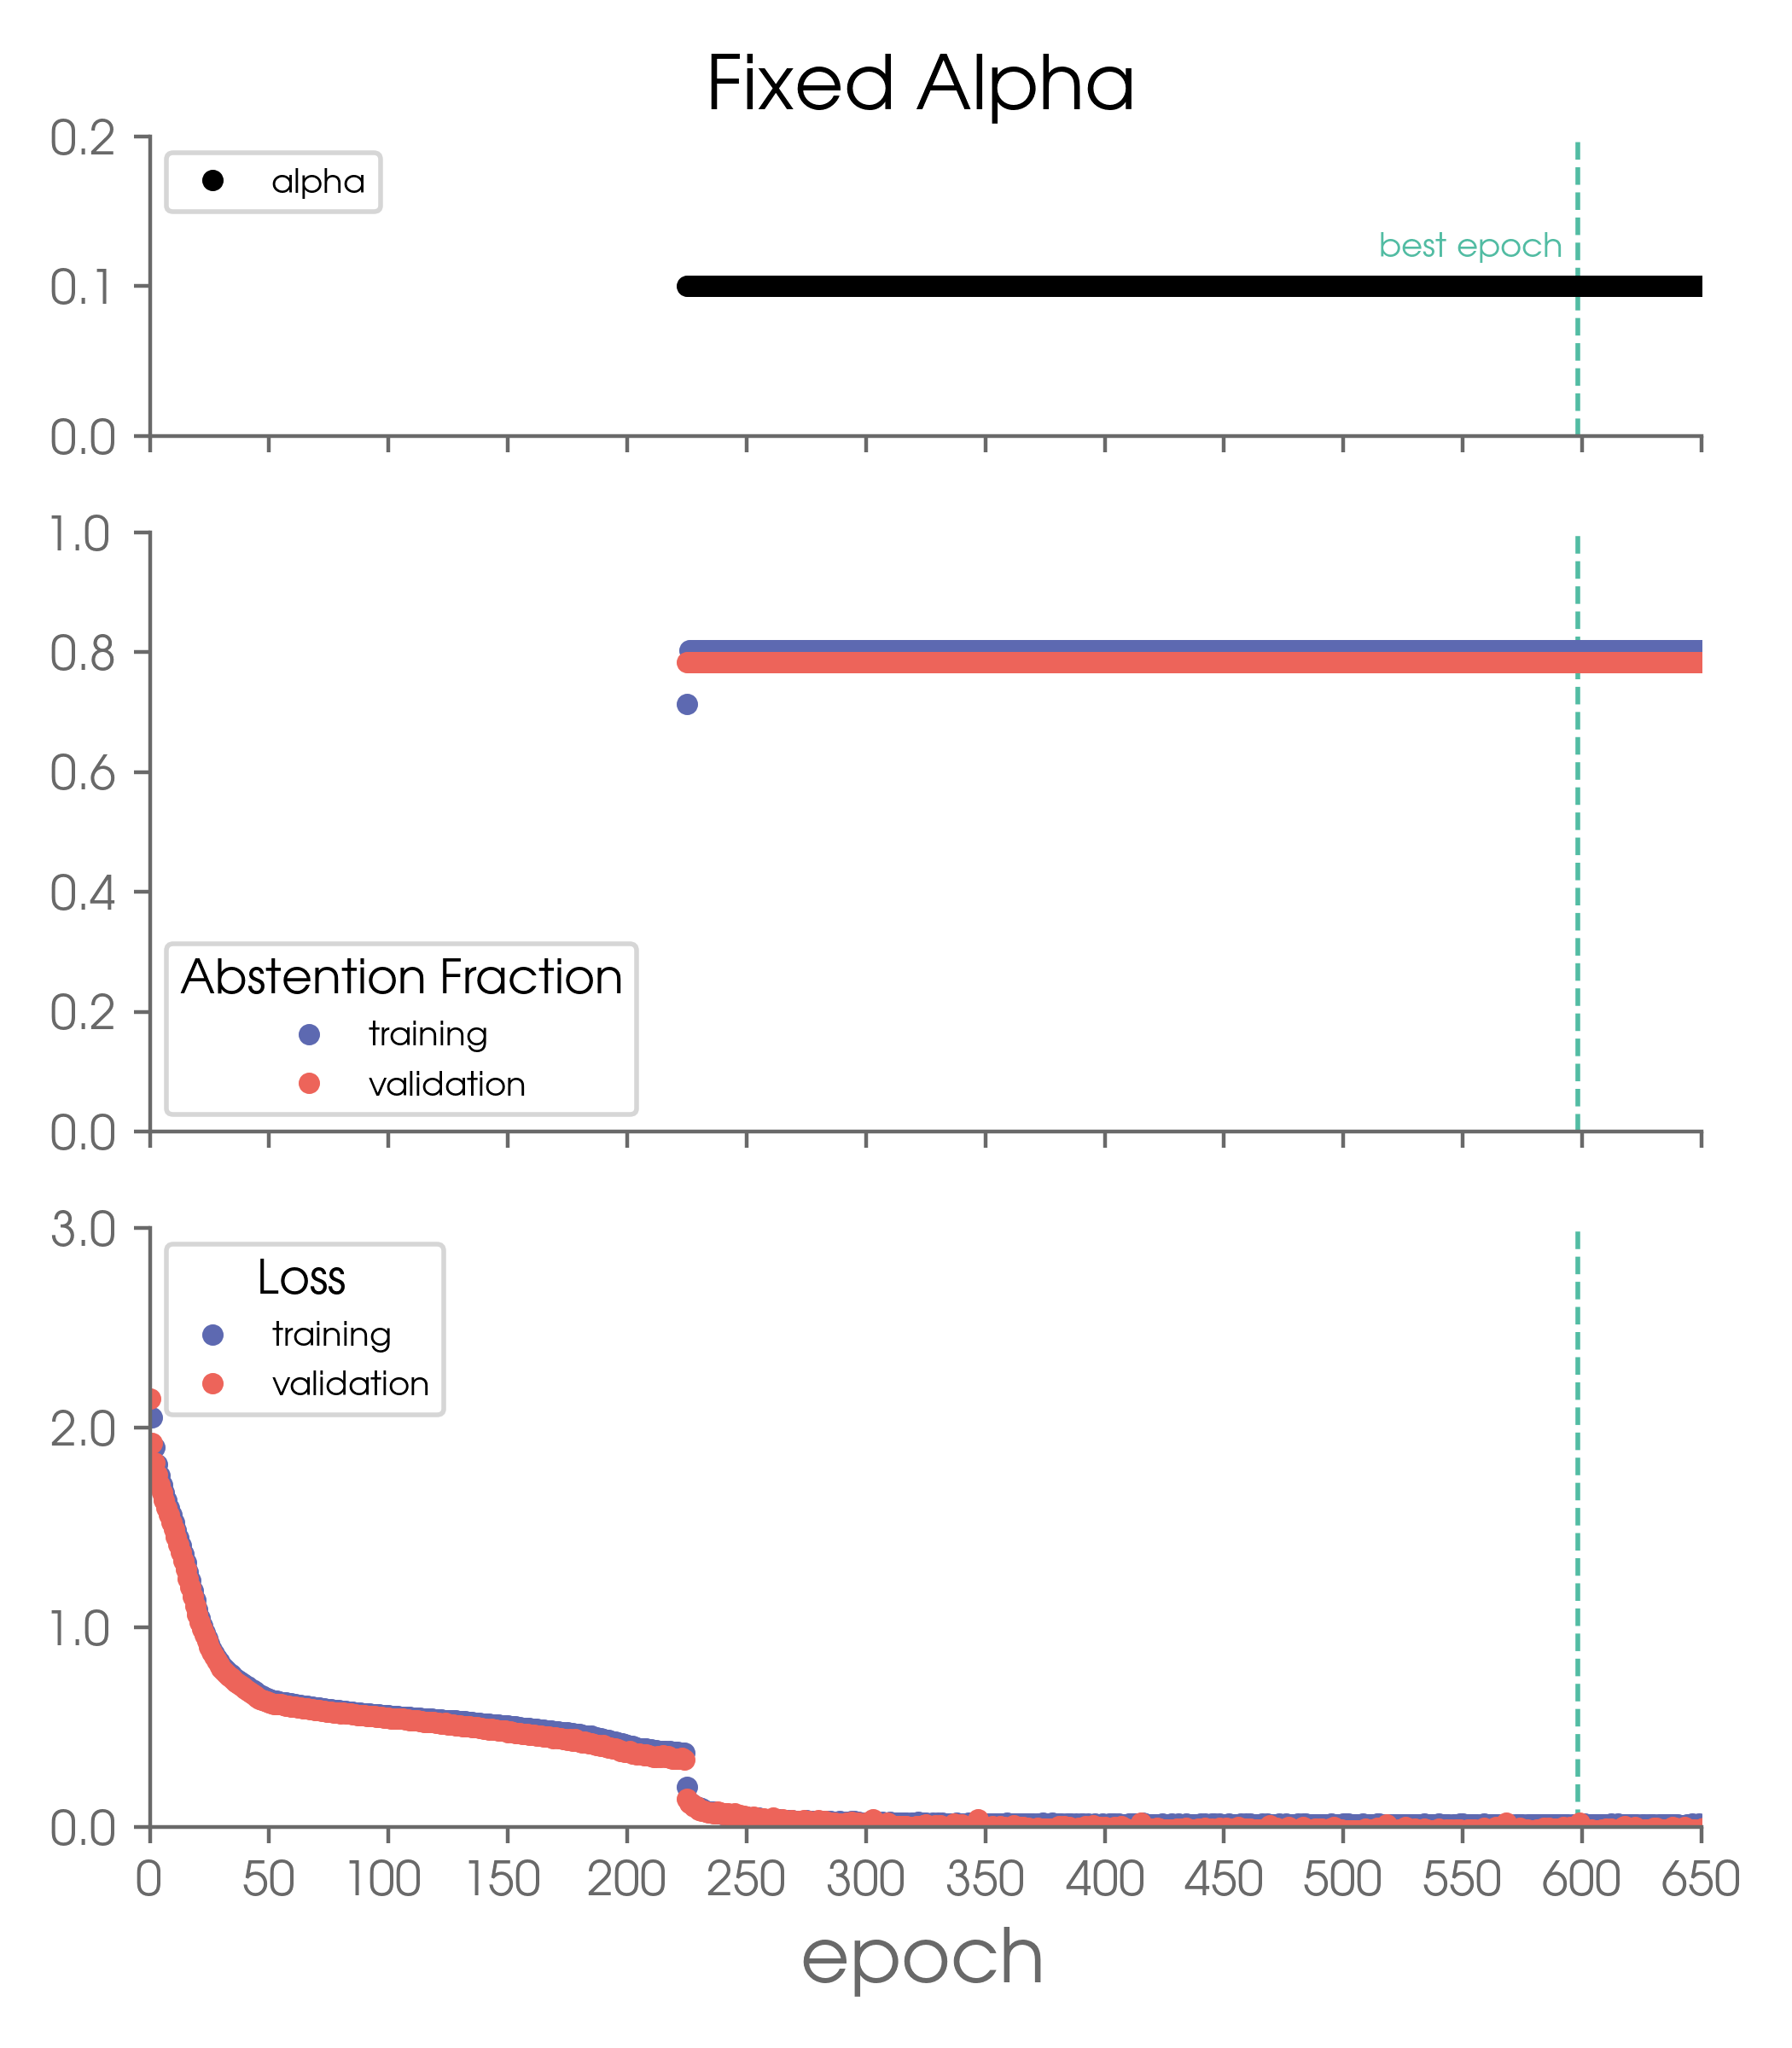 Fixed Alpha
0.2
alpha
best epoch
0.1
0.0
1.0
0.8
0.6
0.4
Abstention Fraction
0.2
training
validation
0.0
3.0
Loss
training
validation
2.0
1.0
0.0
0 50 100 150 200 250 300 350 400 450 500 550 600 650
epoch